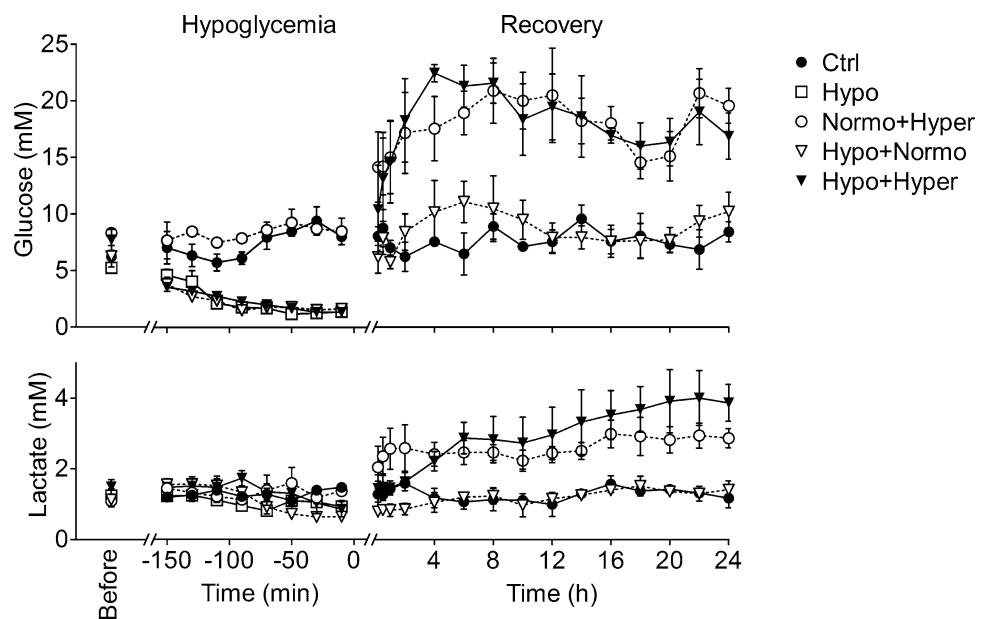 Hypoglycemia Recovery
Glucose (mM)
25
20
15
10
5
0
Ctrl
Hypo
Normo+Hyper
Hypo+Normo
Hypo+Hyper
Lactate (mM)
4
2
0
Before
-150 -100 -50 0 4 8 12 16 20 24
Time (min) Time (h)